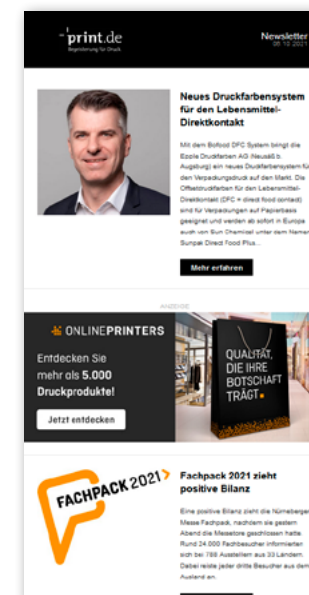 print.de
Begeisterung für Druck.
Newsletter
06.10.2021
Neues Druckfarbensystem
für den Lebensmittel-
Direktkontakt
Mit dem Bofood DFC System bringt die
Epple Druckfarben AG (Neusäß b.
Augsburg) ein neues Druckfarbensystem für
den Verpackungsdruck auf den Markt. Die
Offsetdruckfarben für den Lebensmittel-
Direktkontakt (DFC = direct food contact)
sind für Verpackungen auf Papierbasis
geeignet und werden ab sofort in Europa
auch von Sun Chemical unter dem Namen
Sunpak Direct Food Plus...
Mehr erfahren
ANZEIGE
ONLINEPRINTERS
Entdecken Sie
mehr als 5.000
Druckprodukte!
Jetzt entdecken
QUALITÄT,
DIE IHRE
BOTSCHAFT
TRÄGT.
FACHPACK 2021
Fachpack 2021 zieht
positive Bilanz
Eine positive Bilanz zieht die Nürnberger
Messe Fachpack, nachdem sie gestern
Abend die Messetore geschlossen hatte.
Rund 24.000 Fachbesucher informierten
sich bei 788 Ausstellern aus 33 Ländern.
Dabei reiste jeder dritte Besucher aus dem
Ausland an.